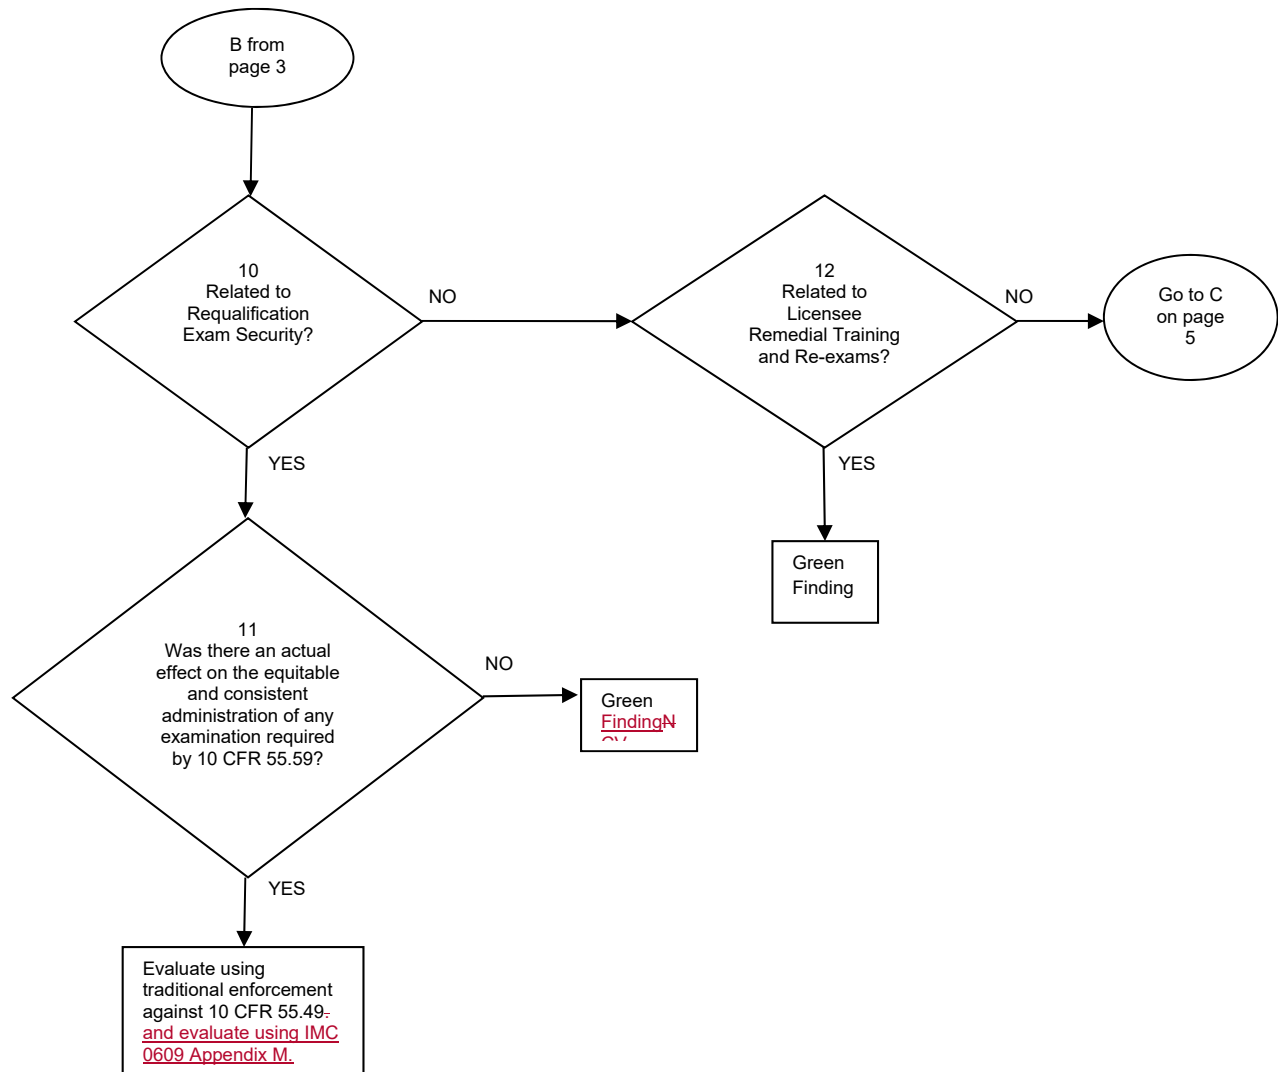 B from
page 3
10
Related to
Requalification
Exam Security?
NO
12
Related to
Licensee
Remedial Training
and Re-exams?
NO
Go to C
on page
5
YES
YES
Green
Finding
11
Was there an actual
effect on the equitable
and consistent
administration of any
examination required
by 10 CFR 55.59?
NO
Green
FindingN
CV
YES
Evaluate using
traditional enforcement
against 10 CFR 55.49.
and evaluate using IMC
0609 Appendix M.